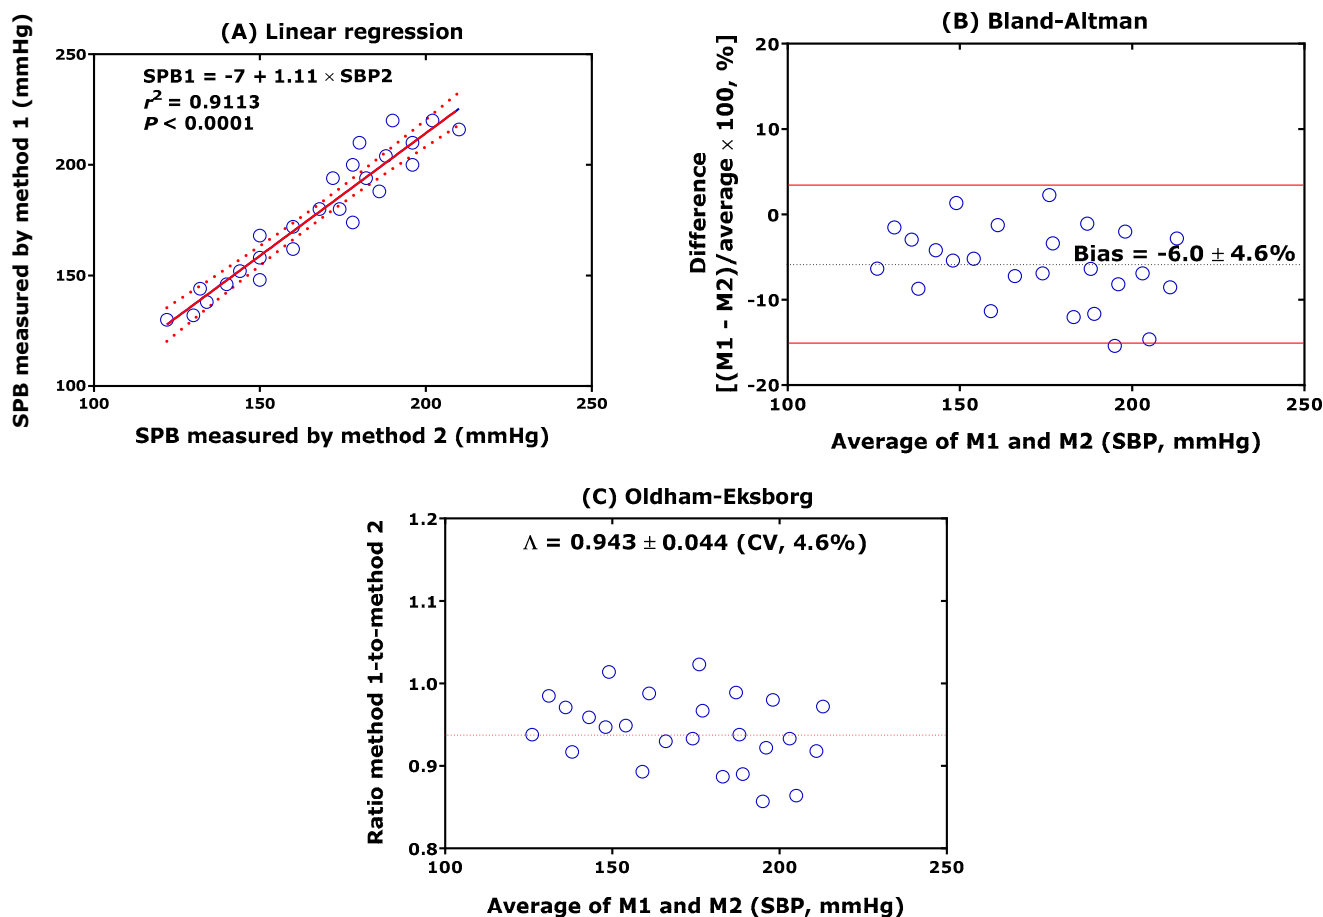 (A) Linear regression
SPB measured by method 1 (mmHg)
250
200
150
100
SPB1 = -7 + 1.11 × SBP2
r² = 0.9113
P < 0.0001
100 150 200 250
SPB measured by method 2 (mmHg)
(B) Bland-Altman
Difference
[(M1 - M2)/average × 100, %]
20
10
0
-10
-20
Bias = -6.0 ± 4.6%
100 150 200 250
Average of M1 and M2 (SBP, mmHg)
(C) Oldham-Eksborg
Ratio method 1-to-method 2
1.2
1.1
1.0
0.9
0.8
Λ = 0.943 ± 0.044 (CV, 4.6%)
100 150 200 250
Average of M1 and M2 (SBP, mmHg)